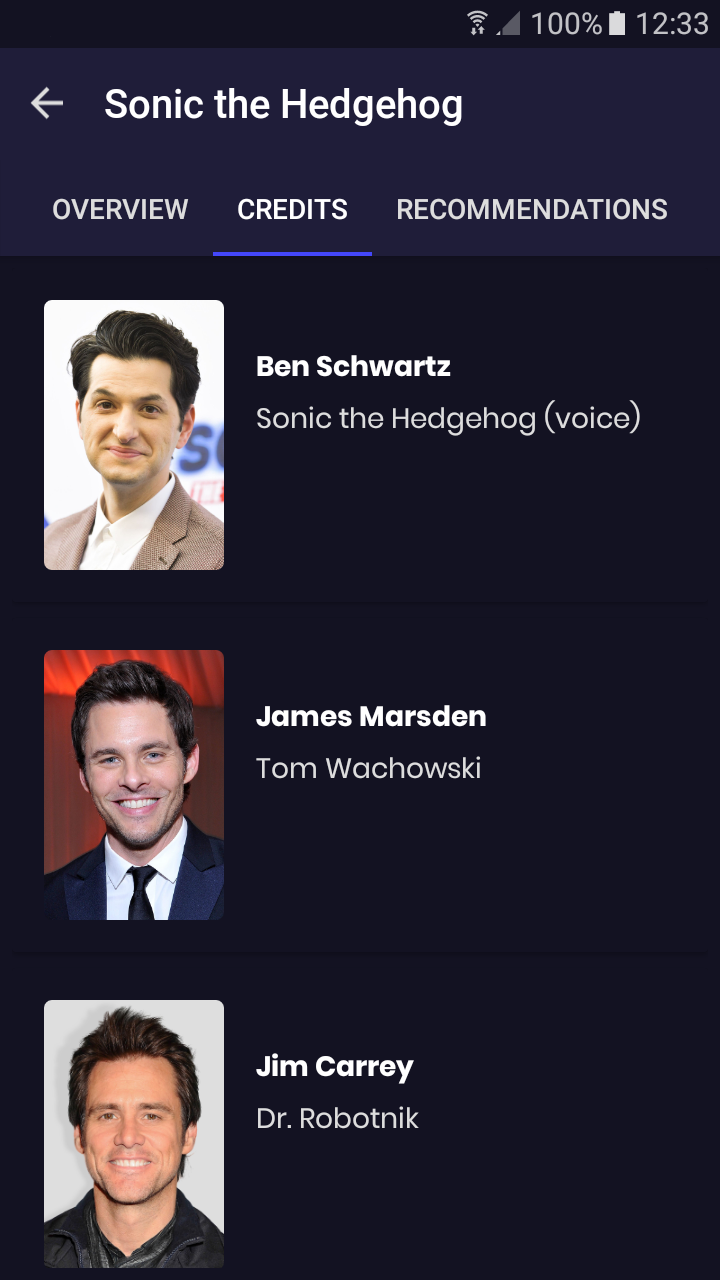 100% 12:33
Sonic the Hedgehog
OVERVIEW CREDITS RECOMMENDATIONS
Ben Schwartz
Sonic the Hedgehog (voice)
James Marsden
Tom Wachowski
Jim Carrey
Dr. Robotnik